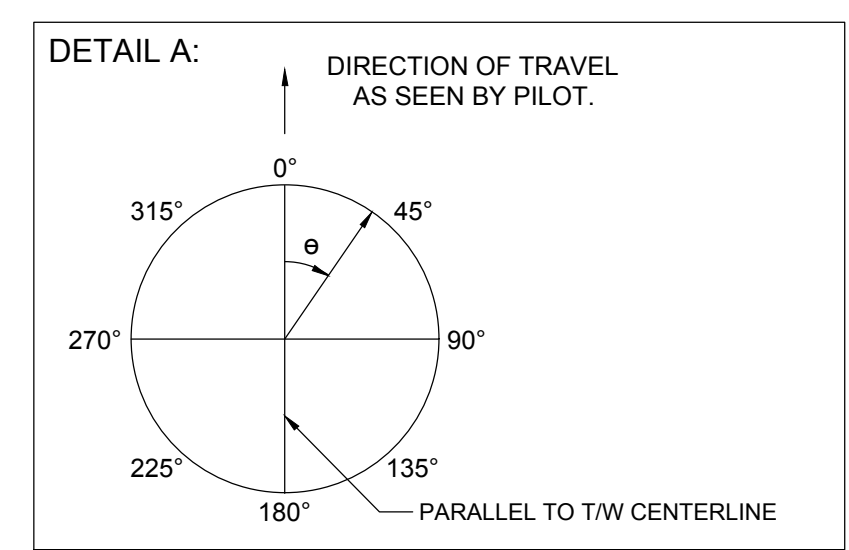 DETAIL A:
DIRECTION OF TRAVEL
AS SEEN BY PILOT.
0°
315°
45°
ө
270°
90°
225°
135°
180°
PARALLEL TO T/W CENTERLINE